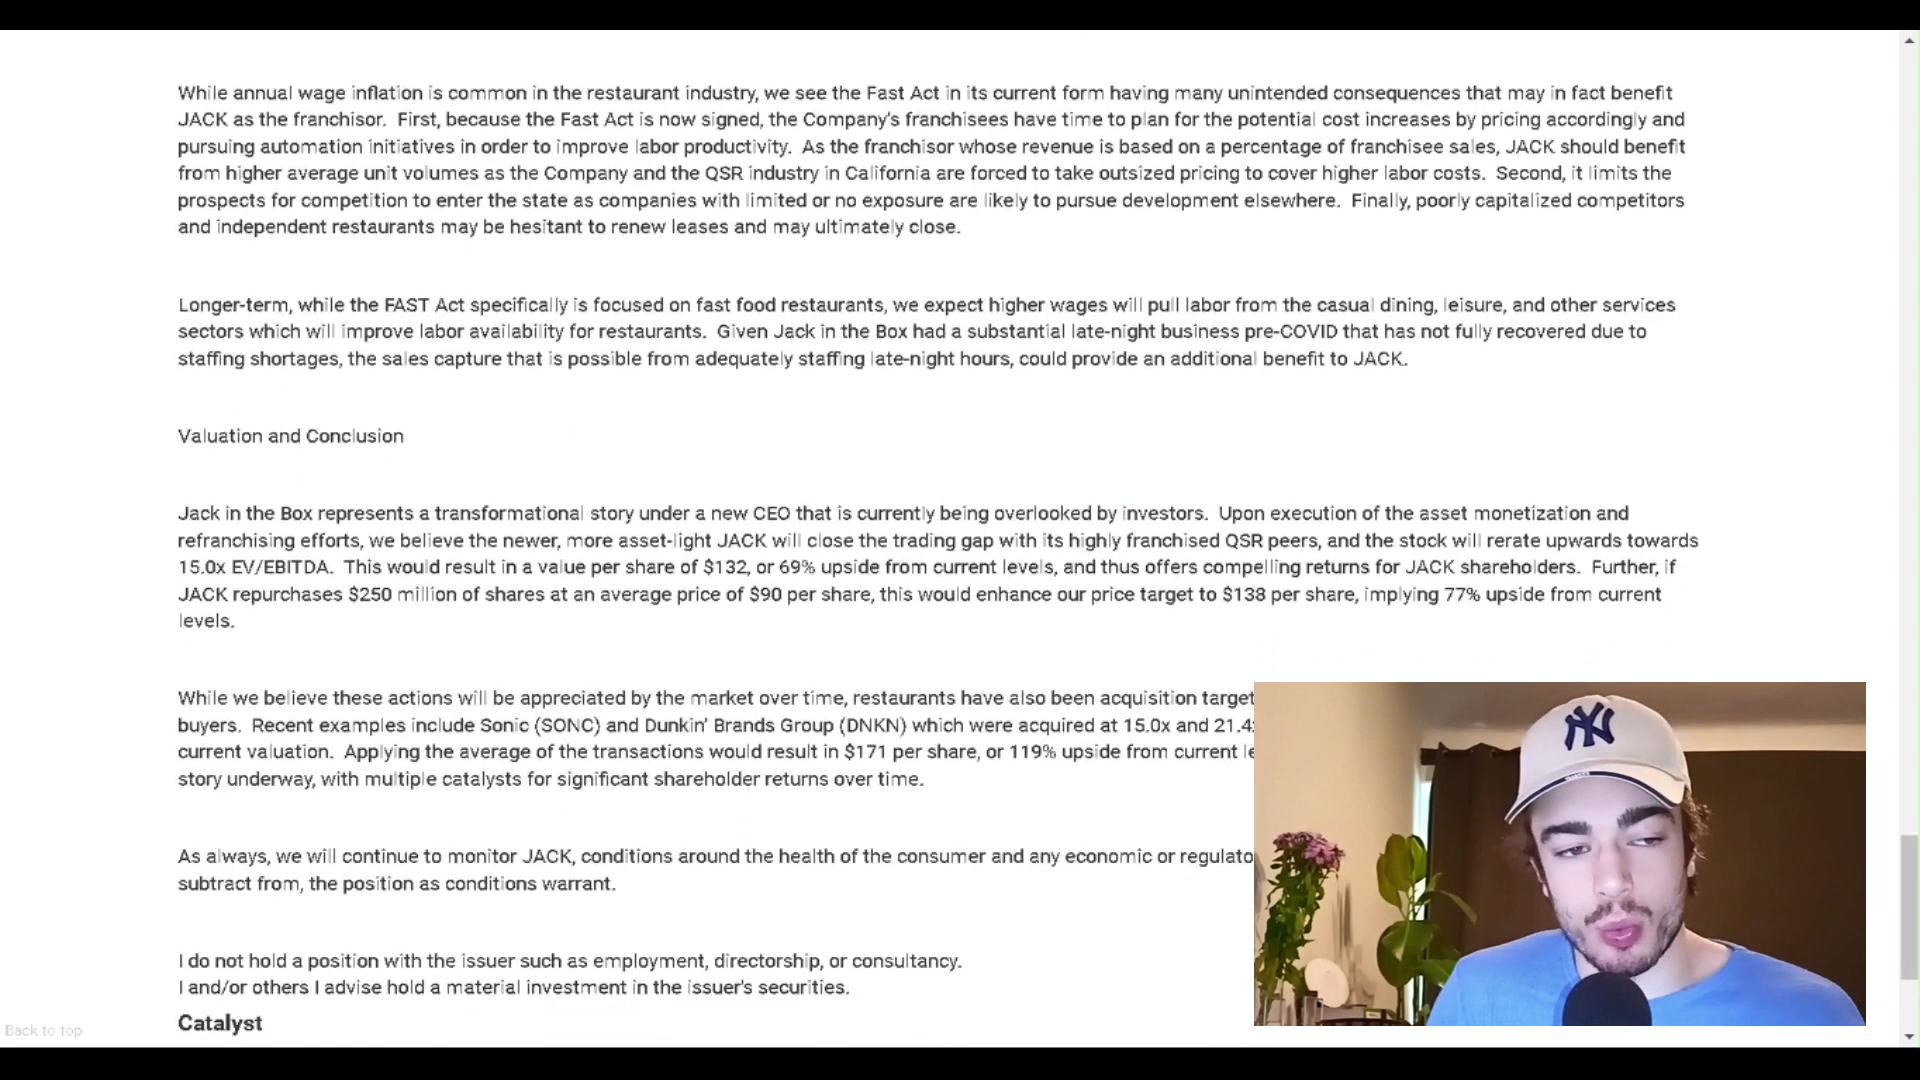 While annual wage inflation is common in the restaurant industry, we see the Fast Act in its current form having many unintended consequences that may in fact benefit
JACK as the franchisor.  First, because the Fast Act is now signed, the Company's franchisees have time to plan for the potential cost increases by pricing accordingly and
pursuing automation initiatives in order to improve labor productivity.  As the franchisor whose revenue is based on a percentage of franchisee sales, JACK should benefit
from higher average unit volumes as the Company and the QSR industry in California are forced to take outsized pricing to cover higher labor costs.  Second, it limits the
prospects for competition to enter the state as companies with limited or no exposure are likely to pursue development elsewhere.  Finally, poorly capitalized competitors
and independent restaurants may be hesitant to renew leases and may ultimately close.
Longer-term, while the FAST Act specifically is focused on fast food restaurants, we expect higher wages will pull labor from the casual dining, leisure, and other services
sectors which will improve labor availability for restaurants.  Given Jack in the Box had a substantial late-night business pre-COVID that has not fully recovered due to
staffing shortages, the sales capture that is possible from adequately staffing late-night hours, could provide an additional benefit to JACK.
Valuation and Conclusion
Jack in the Box represents a transformational story under a new CEO that is currently being overlooked by investors.  Upon execution of the asset monetization and
refranchising efforts, we believe the newer, more asset-light JACK will close the trading gap with its highly franchised QSR peers, and the stock will rerate upwards towards
15.0x EV/EBITDA.  This would result in a value per share of $132, or 69% upside from current levels, and thus offers compelling returns for JACK shareholders.  Further, if
JACK repurchases $250 million of shares at an average price of $90 per share, this would enhance our price target to $138 per share, implying 77% upside from current
levels.
While we believe these actions will be appreciated by the market over time, restaurants have also been acquisition target
buyers.  Recent examples include Sonic (SONC) and Dunkin' Brands Group (DNKN) which were acquired at 15.0x and 21.4
current valuation.  Applying the average of the transactions would result in $171 per share, or 119% upside from current le
story underway, with multiple catalysts for significant shareholder returns over time.
As always, we will continue to monitor JACK, conditions around the health of the consumer and any economic or regulato
subtract from, the position as conditions warrant.
I do not hold a position with the issuer such as employment, directorship, or consultancy.
I and/or others I advise hold a material investment in the issuer's securities.
Catalyst
Back to top
NY